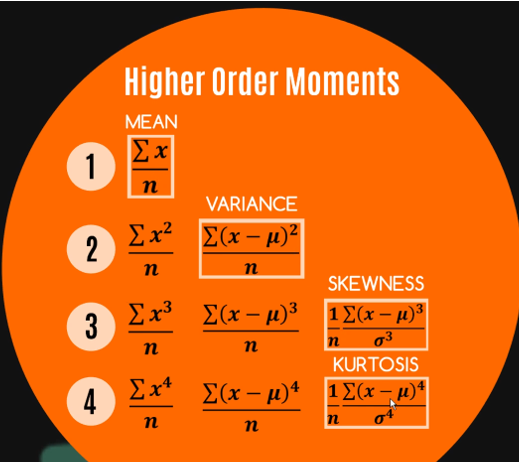 Higher Order Moments
MEAN
1 ∑x/n
VARIANCE
2 ∑x²/n ∑(x − μ)²/n
SKEWNESS
3 ∑x³/n ∑(x − μ)³/n 1/n ∑(x − μ)³/σ³
KURTOSIS
4 ∑x⁴/n ∑(x − μ)⁴/n 1/n ∑(x − μ)⁴/σ⁴